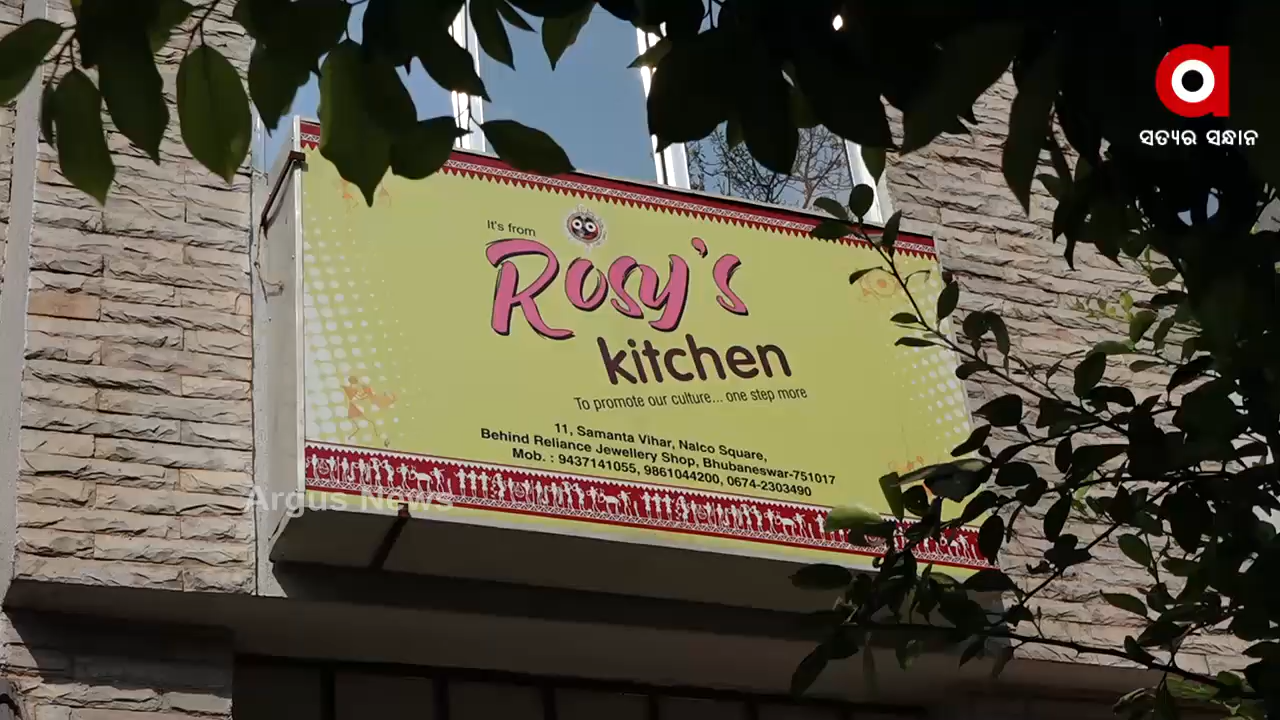 ସତ୍ୟର ସନ୍ଧାନ
It's from
Rosy's
kitchen
To promote our culture... one step more
11, Samanta Vihar, Nalco Square,
Behind Reliance Jewellery Shop, Bhubaneswar-751017
Mob. : 9437141055, 9861044200, 0674-2303490
Argus News